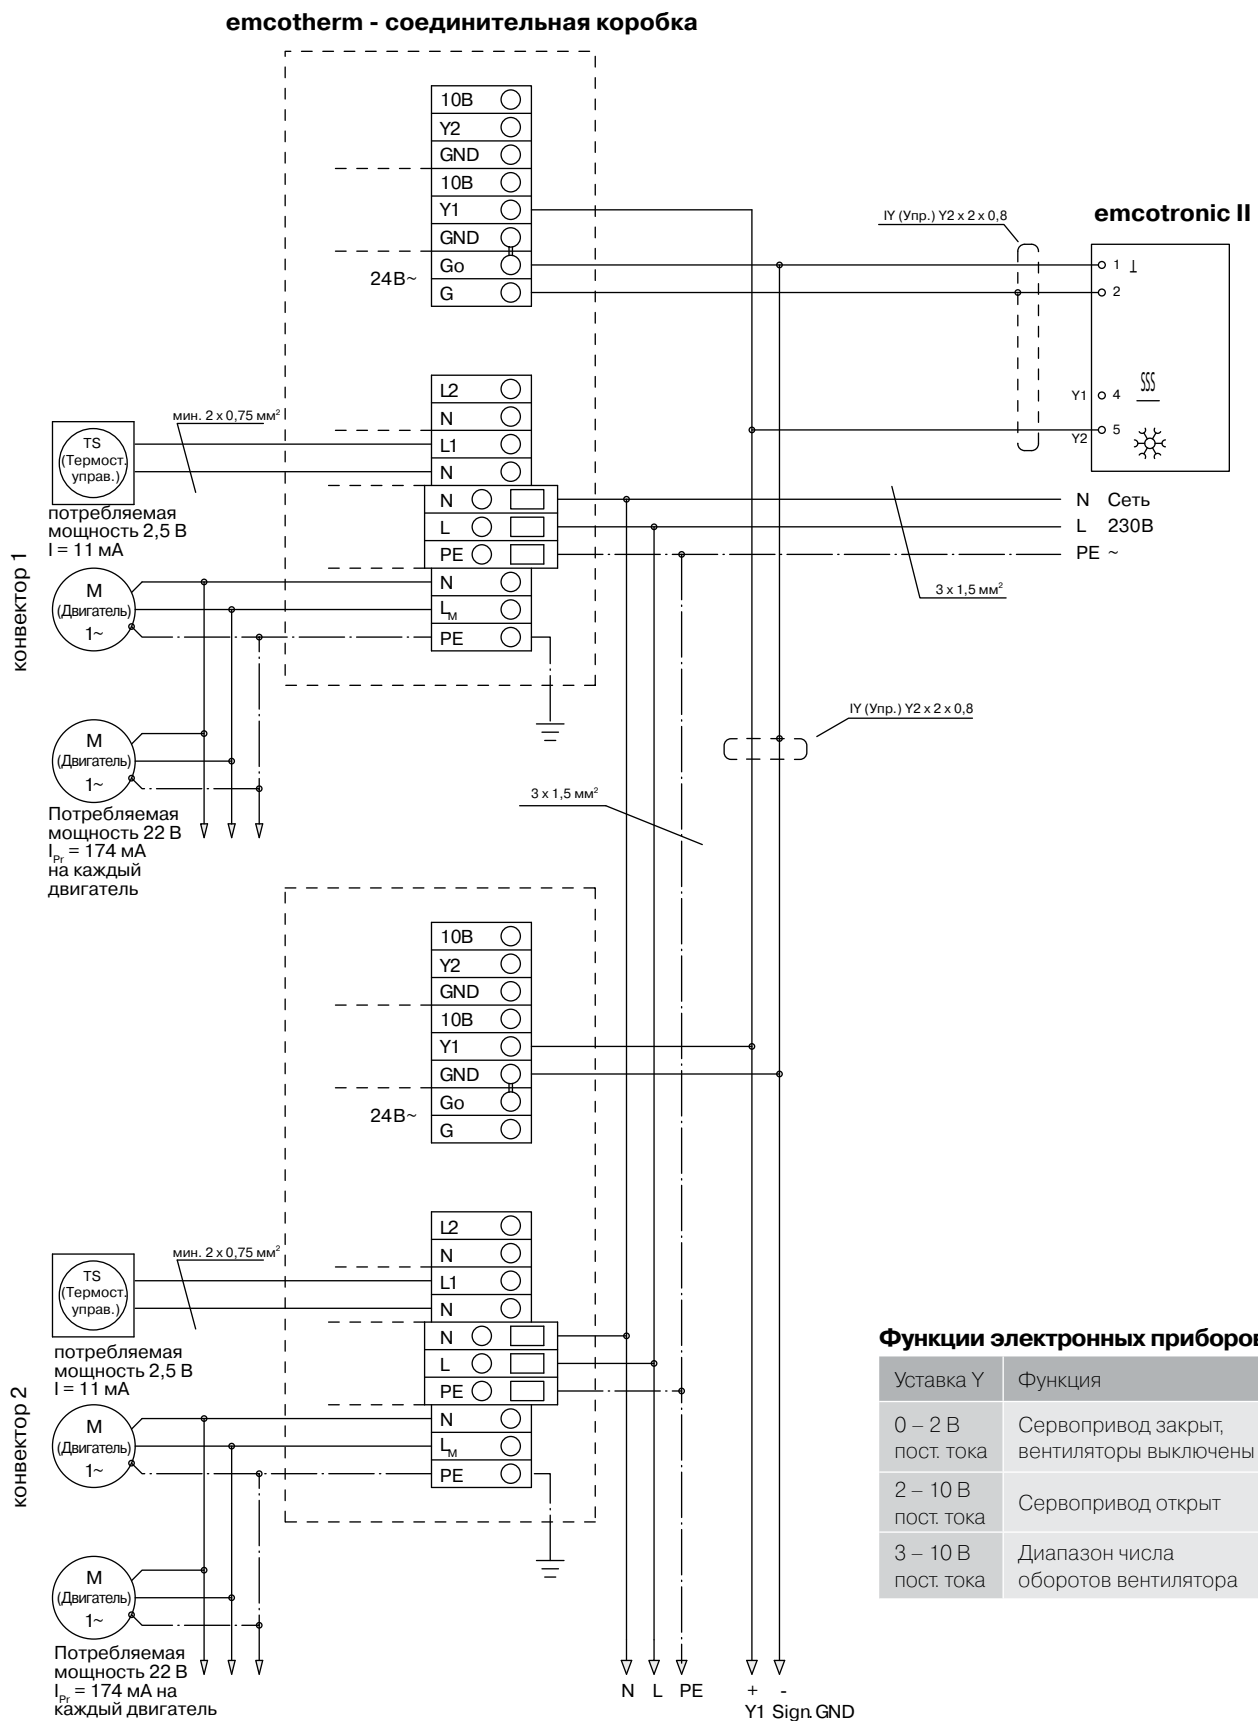 emcotherm - соединительная коробка
10В
Y2
GND
10В
Y1
GND
Go
G
24В~
IY (Упр.) Y2 x 2 x 0,8
emcotronic II
1
2
Y1 4
Y2 5
L2
N
L1
N
N
L
PE
N
LM
PE
мин. 2 x 0,75 мм²
TS
(Термост.
управ.)
потребляемая
мощность 2,5 В
I = 11 мА
конвектор 1
M
(Двигатель)
1~
M
(Двигатель)
1~
Потребляемая
мощность 22 В
IPr = 174 мА
на каждый
двигатель
N Сеть
L 230В
PE ~
3 x 1,5 мм²
IY (Упр.) Y2 x 2 x 0,8
3 x 1,5 мм²
10В
Y2
GND
10В
Y1
GND
Go
G
24В~
L2
N
L1
N
N
L
PE
N
LM
PE
мин. 2 x 0,75 мм²
TS
(Термост.
управ.)
потребляемая
мощность 2,5 В
I = 11 мА
конвектор 2
M
(Двигатель)
1~
M
(Двигатель)
1~
Потребляемая
мощность 22 В
IPr = 174 мА на
каждый двигатель
N L PE + -
Y1 Sign. GND
Функции электронных приборов
Уставка Y Функция
0 – 2 В
пост. тока
Сервопривод закрыт,
вентиляторы выключены
2 – 10 В
пост. тока
Сервопривод открыт
3 – 10 В
пост. тока
Диапазон числа
оборотов вентилятора